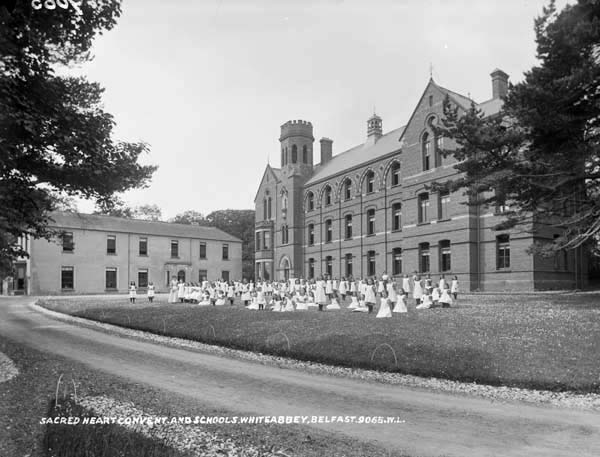 SACRED HEART CONVENT. AND SCHOOLS. WHITEABBEY, BELFAST. 9065. W.L.